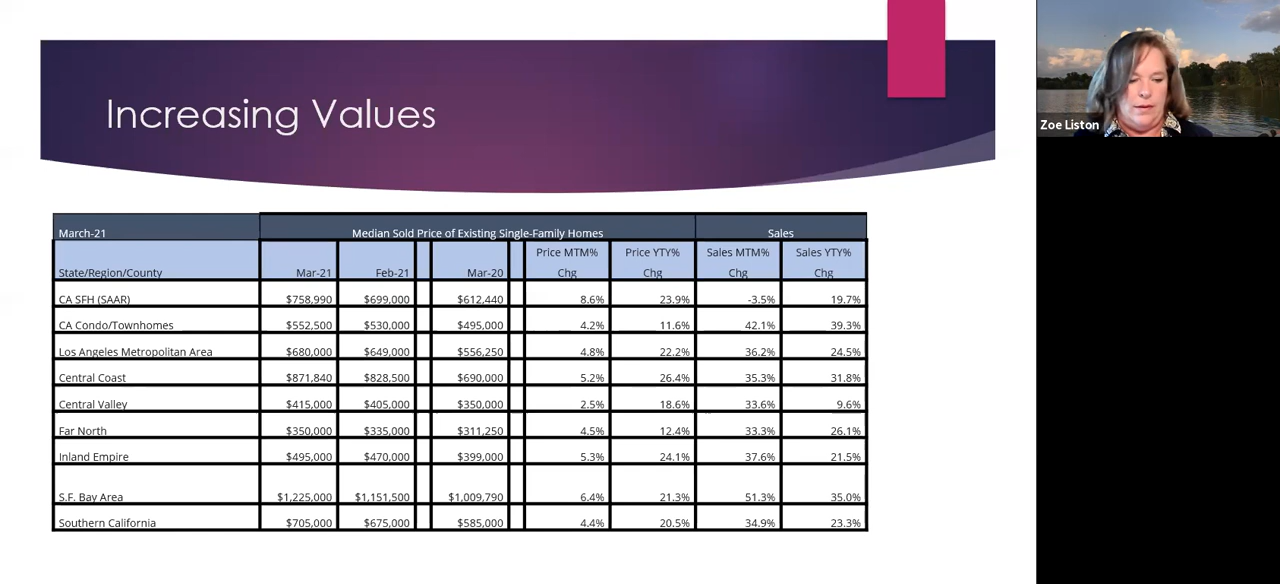 Increasing Values
Zoe Liston
March-21 Median Sold Price of Existing Single-Family Homes Sales
Price MTM% Price YTY% Sales MTM% Sales YTY%
State/Region/County Mar-21 Feb-21 Mar-20 Chg Chg Chg Chg
CA SFH (SAAR) $758,990 $699,000 $612,440 8.6% 23.9% -3.5% 19.7%
CA Condo/Townhomes $552,500 $530,000 $495,000 4.2% 11.6% 42.1% 39.3%
Los Angeles Metropolitan Area $680,000 $649,000 $556,250 4.8% 22.2% 36.2% 24.5%
Central Coast $871,840 $828,500 $690,000 5.2% 26.4% 35.3% 31.8%
Central Valley $415,000 $405,000 $350,000 2.5% 18.6% 33.6% 9.6%
Far North $350,000 $335,000 $311,250 4.5% 12.4% 33.3% 26.1%
Inland Empire $495,000 $470,000 $399,000 5.3% 24.1% 37.6% 21.5%
S.F. Bay Area $1,225,000 $1,151,500 $1,009,790 6.4% 21.3% 51.3% 35.0%
Southern California $705,000 $675,000 $585,000 4.4% 20.5% 34.9% 23.3%